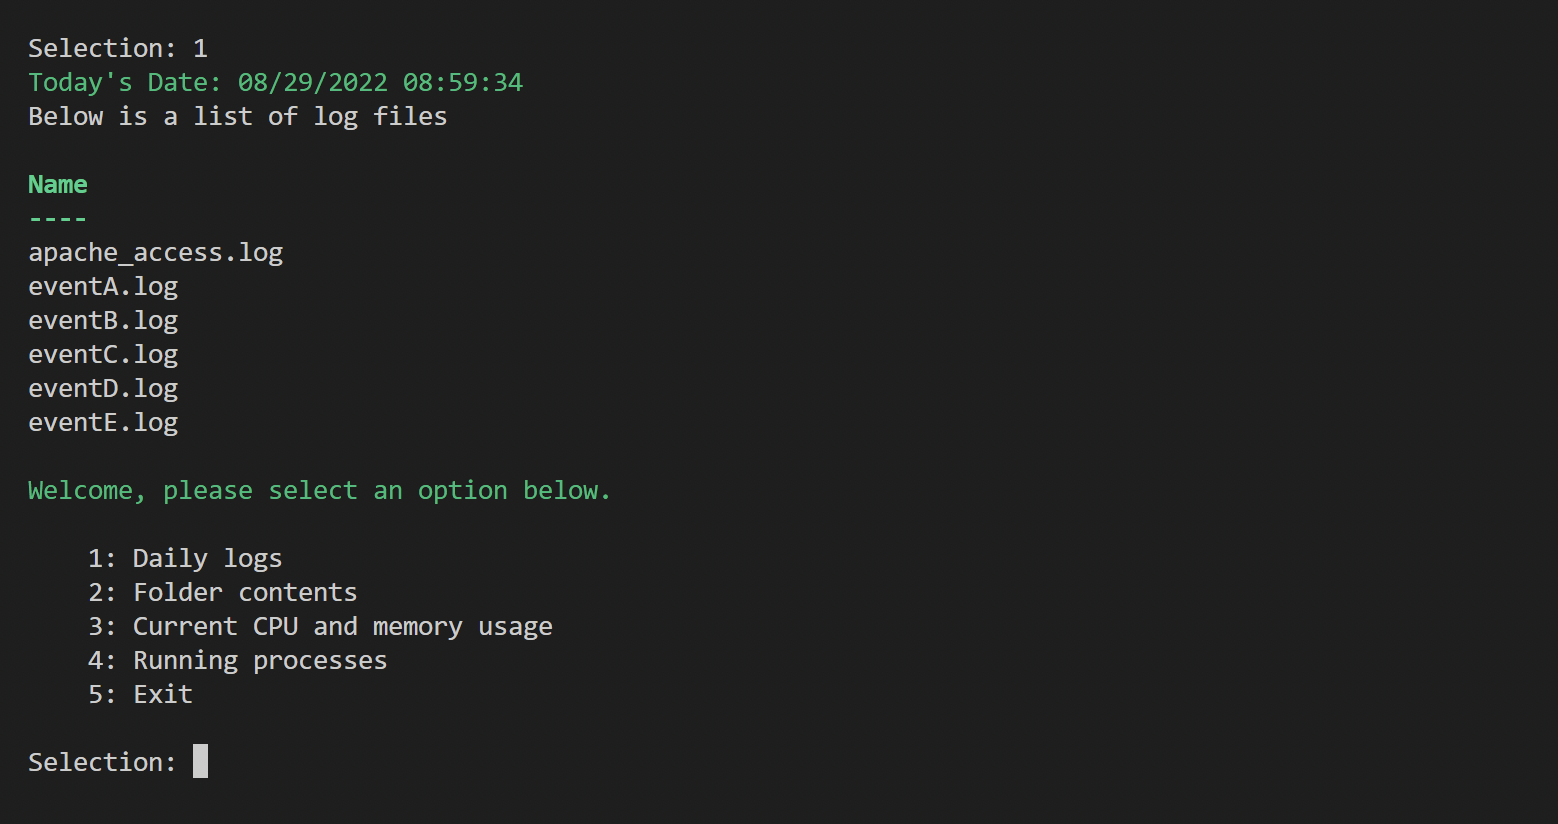 Selection: 1
Today's Date: 08/29/2022 08:59:34
Below is a list of log files
Name
----
apache_access.log
eventA.log
eventB.log
eventC.log
eventD.log
eventE.log
Welcome, please select an option below.
1: Daily logs
2: Folder contents
3: Current CPU and memory usage
4: Running processes
5: Exit
Selection: